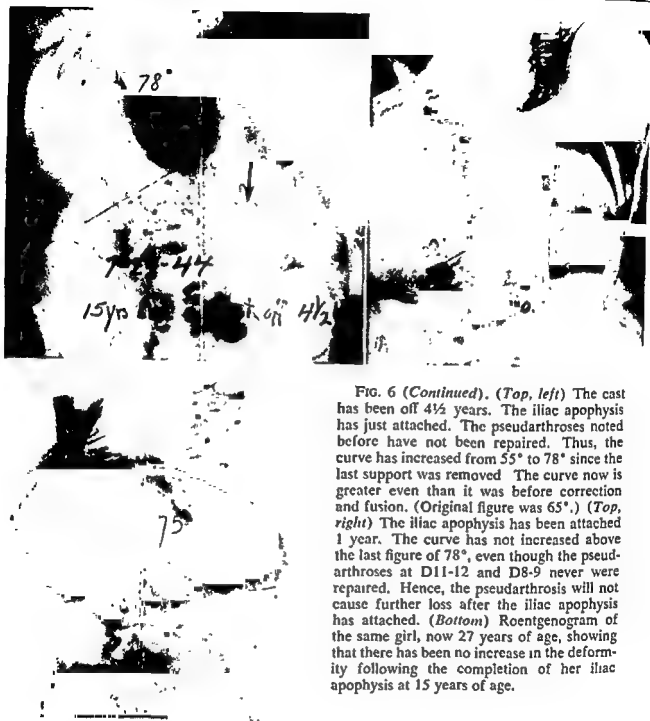 78°
7-2 -44
15 yrs
off 4½
75
FIG. 6 (Continued). (Top, left) The cast
has been off 4½ years. The iliac apophysis
has just attached. The pseudarthroses noted
before have not been repaired. Thus, the
curve has increased from 55° to 78° since the
last support was removed The curve now is
greater even than it was before correction
and fusion. (Original figure was 65°.) (Top,
right) The iliac apophysis has been attached
1 year. The curve has not increased above
the last figure of 78°, even though the pseud-
arthroses at D11-12 and D8-9 never were
repaired. Hence, the pseudarthrosis will not
cause further loss after the iliac apophysis
has attached. (Bottom) Roentgenogram of
the same girl, now 27 years of age, showing
that there has been no increase in the deform-
ity following the completion of her iliac
apophysis at 15 years of age.